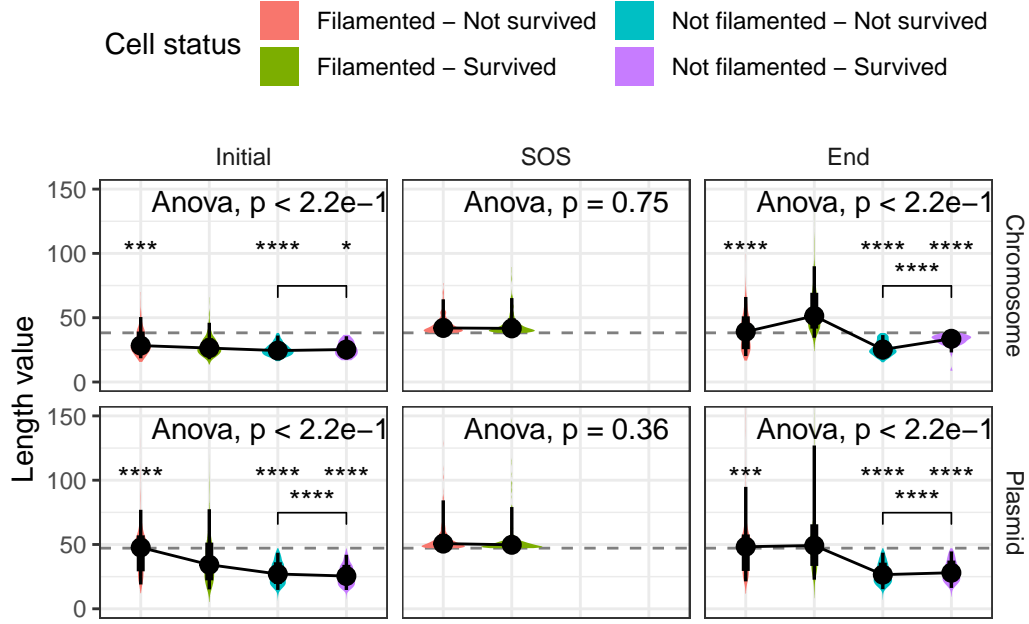 Cell status
Filamented − Not survived
Not filamented − Not survived
Filamented − Survived
Not filamented − Survived
Initial
SOS
End
Length value
150
100
50
0
Anova, p < 2.2e−1
*** **** *
Anova, p = 0.75
Anova, p < 2.2e−1
**** **** ****
****
Chromosome
150
100
50
0
Anova, p < 2.2e−1
**** **** ****
****
Anova, p = 0.36
Anova, p < 2.2e−1
*** **** ****
****
Plasmid